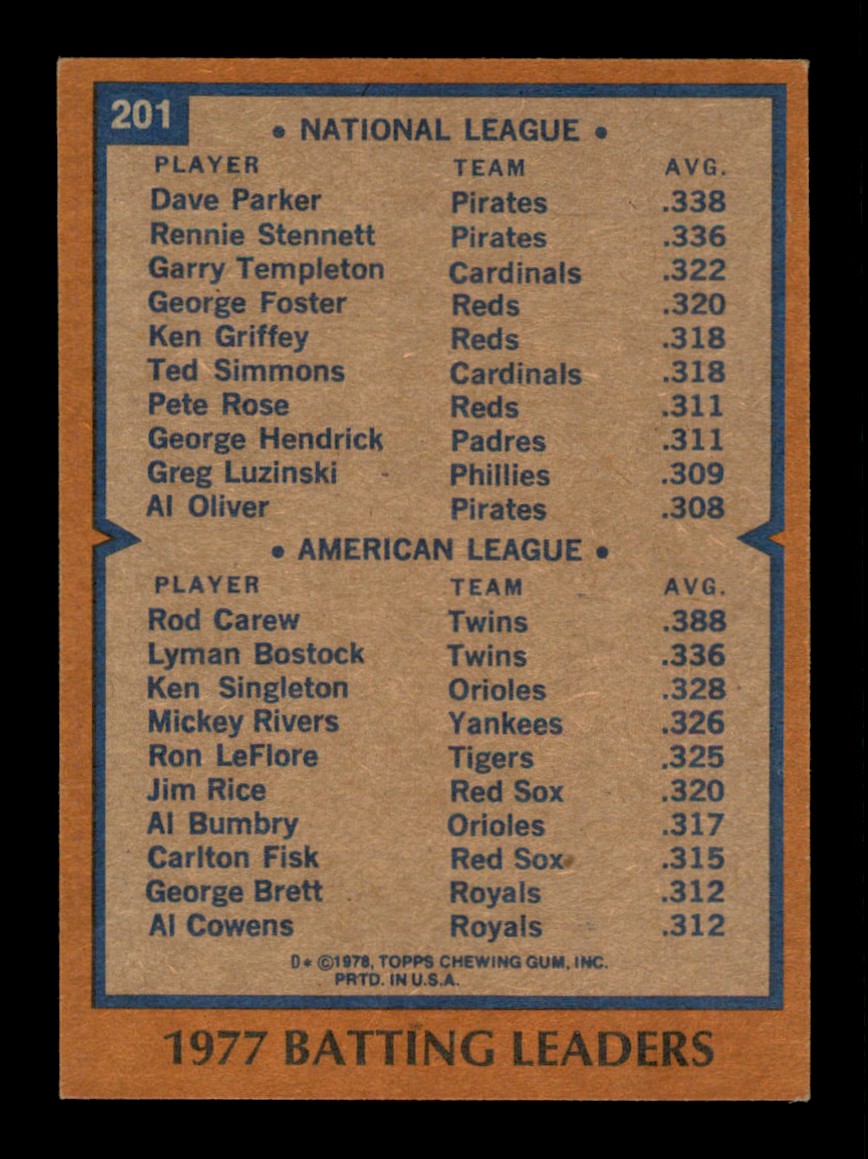 201
• NATIONAL LEAGUE •
PLAYER TEAM AVG.
Dave Parker Pirates .338
Rennie Stennett Pirates .336
Garry Templeton Cardinals .322
George Foster Reds .320
Ken Griffey Reds .318
Ted Simmons Cardinals .318
Pete Rose Reds .311
George Hendrick Padres .311
Greg Luzinski Phillies .309
Al Oliver Pirates .308
• AMERICAN LEAGUE •
PLAYER TEAM AVG.
Rod Carew Twins .388
Lyman Bostock Twins .336
Ken Singleton Orioles .328
Mickey Rivers Yankees .326
Ron LeFlore Tigers .325
Jim Rice Red Sox .320
Al Bumbry Orioles .317
Carlton Fisk Red Sox .315
George Brett Royals .312
Al Cowens Royals .312
D* ©1978, TOPPS CHEWING GUM, INC.
PRTD. IN U.S.A.
1977 BATTING LEADERS